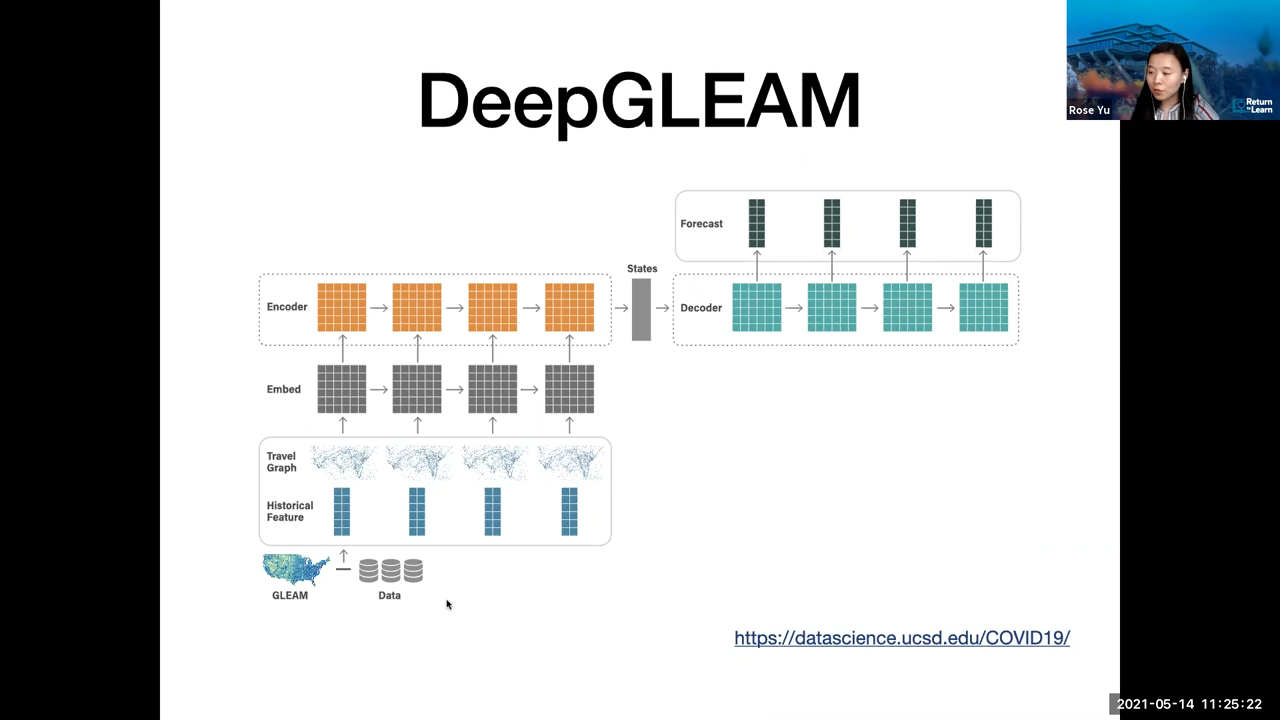 DeepGLEAM
Rose Yu
Return
to Learn
Forecast
States
Encoder
Decoder
Embed
Travel
Graph
Historical
Feature
GLEAM
Data
https://datascience.ucsd.edu/COVID19/
2021-05-14 11:25:22